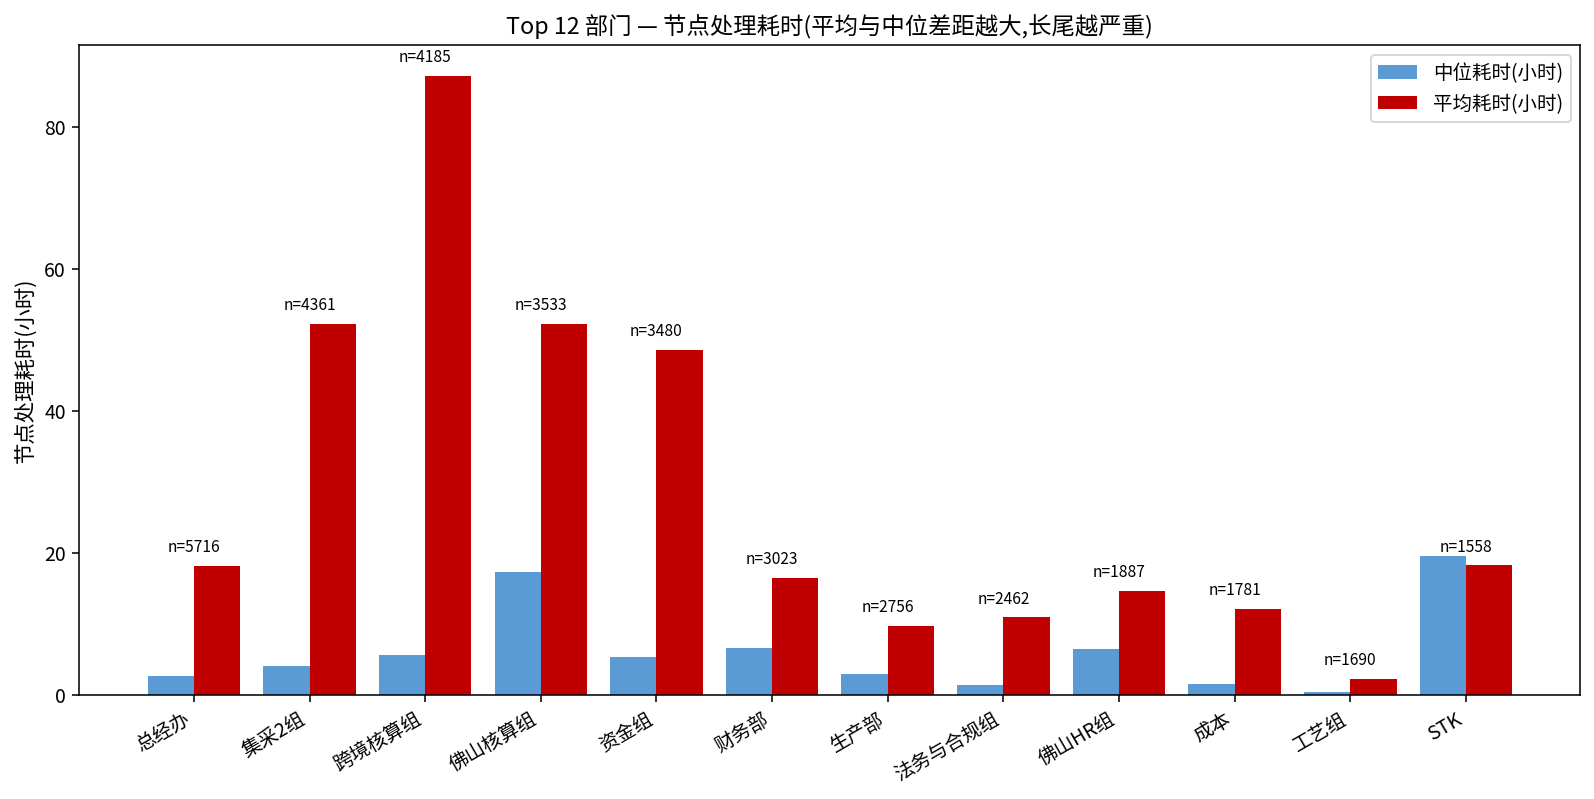 Top 12 部门 — 节点处理耗时(平均与中位差距越大,长尾越严重)
中位耗时(小时)
平均耗时(小时)
节点处理耗时(小时)
80
60
40
20
0
n=5716
n=4361
n=4185
n=3533
n=3480
n=3023
n=2756
n=2462
n=1887
n=1781
n=1690
n=1558
总经办
集采2组
跨境核算组
佛山核算组
资金组
财务部
生产部
法务与合规组
佛山HR组
成本
工艺组
STK